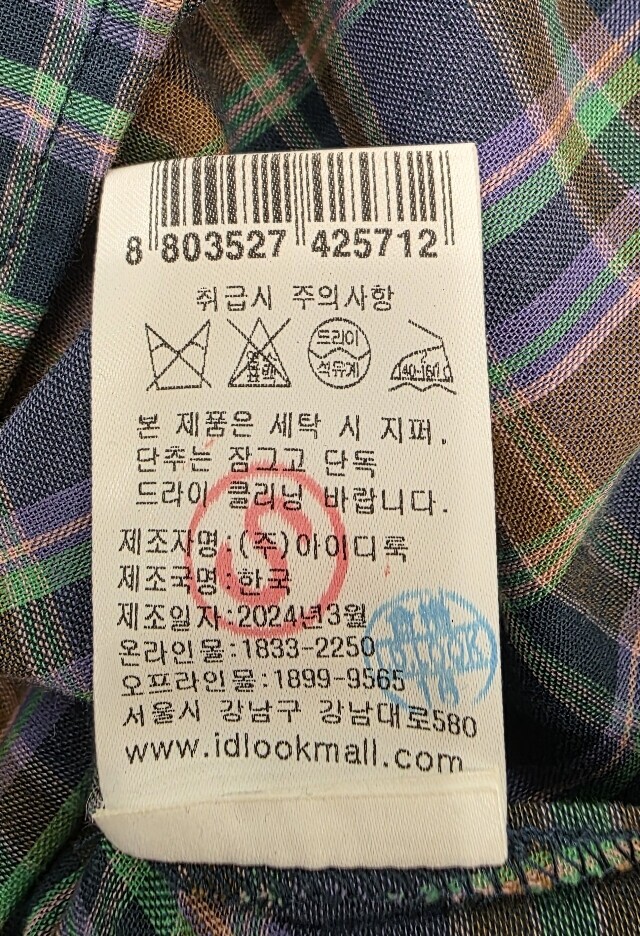 8 803527 425712
취급시 주의사항
염소
표백
드라이
석유계
본 제품은 세탁 시 지퍼,
단추는 잠그고 단독
드라이 클리닝 바랍니다.
제조자명:(주)아이디룩
제조국명:한국
제조일자:2024년3월
온라인몰:1833-2250
오프라인몰:1899-9565
서울시 강남구 강남대로580
www.idlookmall.com